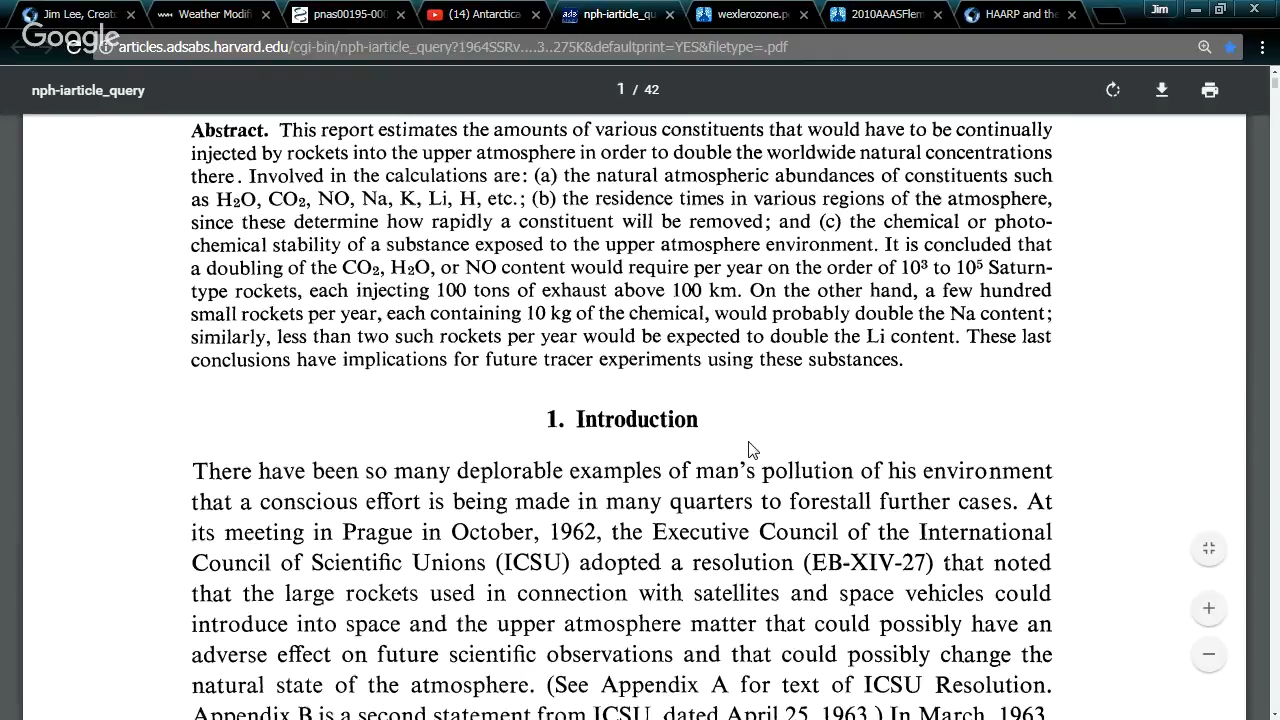 Jim Lee, Creato
Weather Modifi
pnas00195-00
(14) Antarctica
nph-iarticle_qu
wexlerozone.p
2010AAASFlem
HAARP and the
Jim
Google
articles.adsabs.harvard.edu/cgi-bin/nph-iarticle_query?1964SSRv....3..275K&defaultprint=YES&filetype=.pdf
nph-iarticle_query
1 / 42
Abstract. This report estimates the amounts of various constituents that would have to be continually
injected by rockets into the upper atmosphere in order to double the worldwide natural concentrations
there. Involved in the calculations are: (a) the natural atmospheric abundances of constituents such
as H₂O, CO₂, NO, Na, K, Li, H, etc.; (b) the residence times in various regions of the atmosphere,
since these determine how rapidly a constituent will be removed; and (c) the chemical or photo-
chemical stability of a substance exposed to the upper atmosphere environment. It is concluded that
a doubling of the CO₂, H₂O, or NO content would require per year on the order of 10³ to 10⁵ Saturn-
type rockets, each injecting 100 tons of exhaust above 100 km. On the other hand, a few hundred
small rockets per year, each containing 10 kg of the chemical, would probably double the Na content;
similarly, less than two such rockets per year would be expected to double the Li content. These last
conclusions have implications for future tracer experiments using these substances.
1. Introduction
There have been so many deplorable examples of man's pollution of his environment
that a conscious effort is being made in many quarters to forestall further cases. At
its meeting in Prague in October, 1962, the Executive Council of the International
Council of Scientific Unions (ICSU) adopted a resolution (EB-XIV-27) that noted
that the large rockets used in connection with satellites and space vehicles could
introduce into space and the upper atmosphere matter that could possibly have an
adverse effect on future scientific observations and that could possibly change the
natural state of the atmosphere. (See Appendix A for text of ICSU Resolution.
Appendix B is a second statement from ICSU, dated April 25, 1963.) In March, 1963,